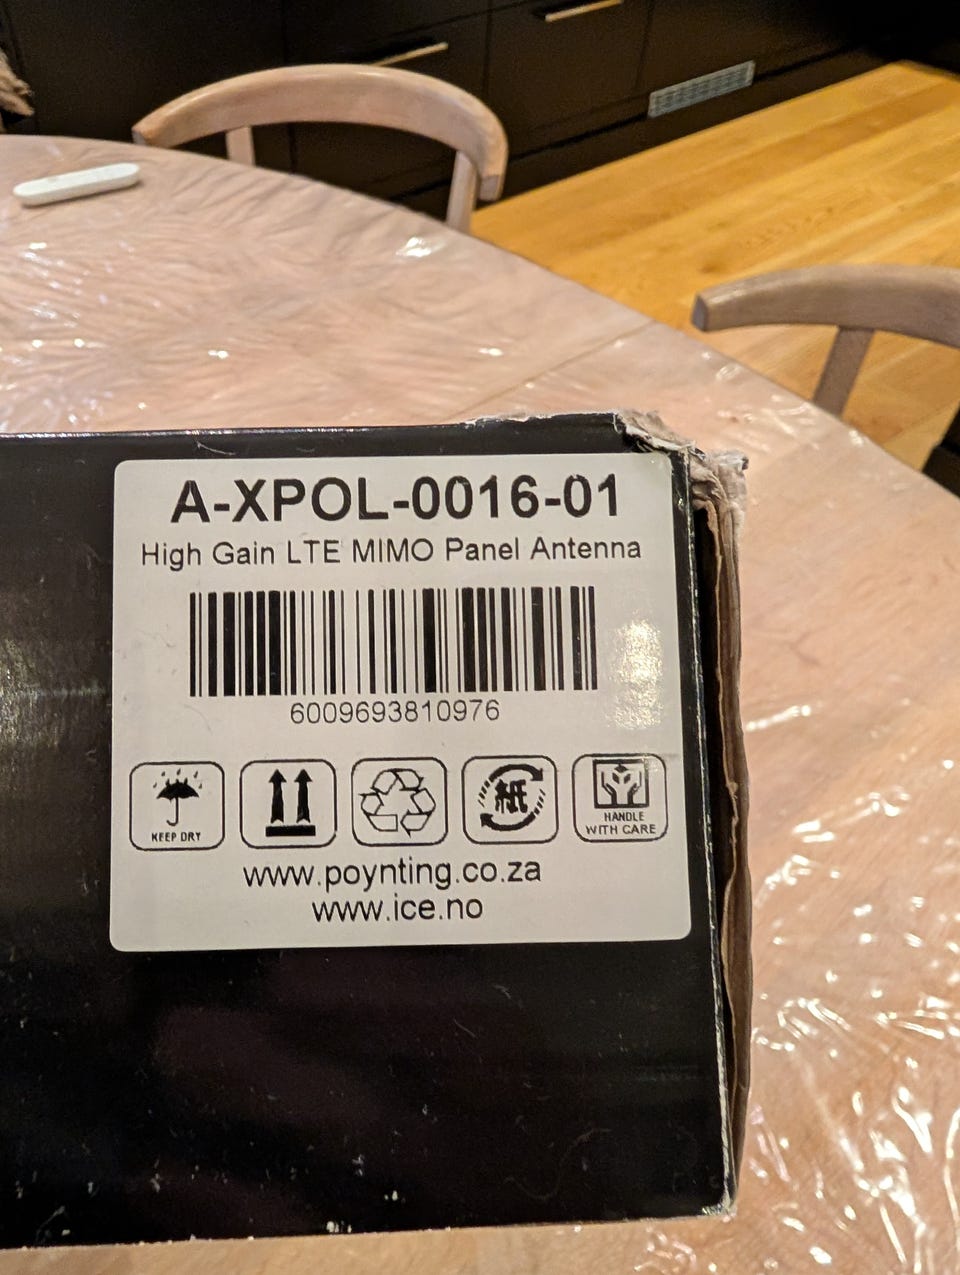 A-XPOL-0016-01
High Gain LTE MIMO Panel Antenna
6009693810976
KEEP DRY
紙
HANDLE
WITH CARE
www.poynting.co.za
www.ice.no